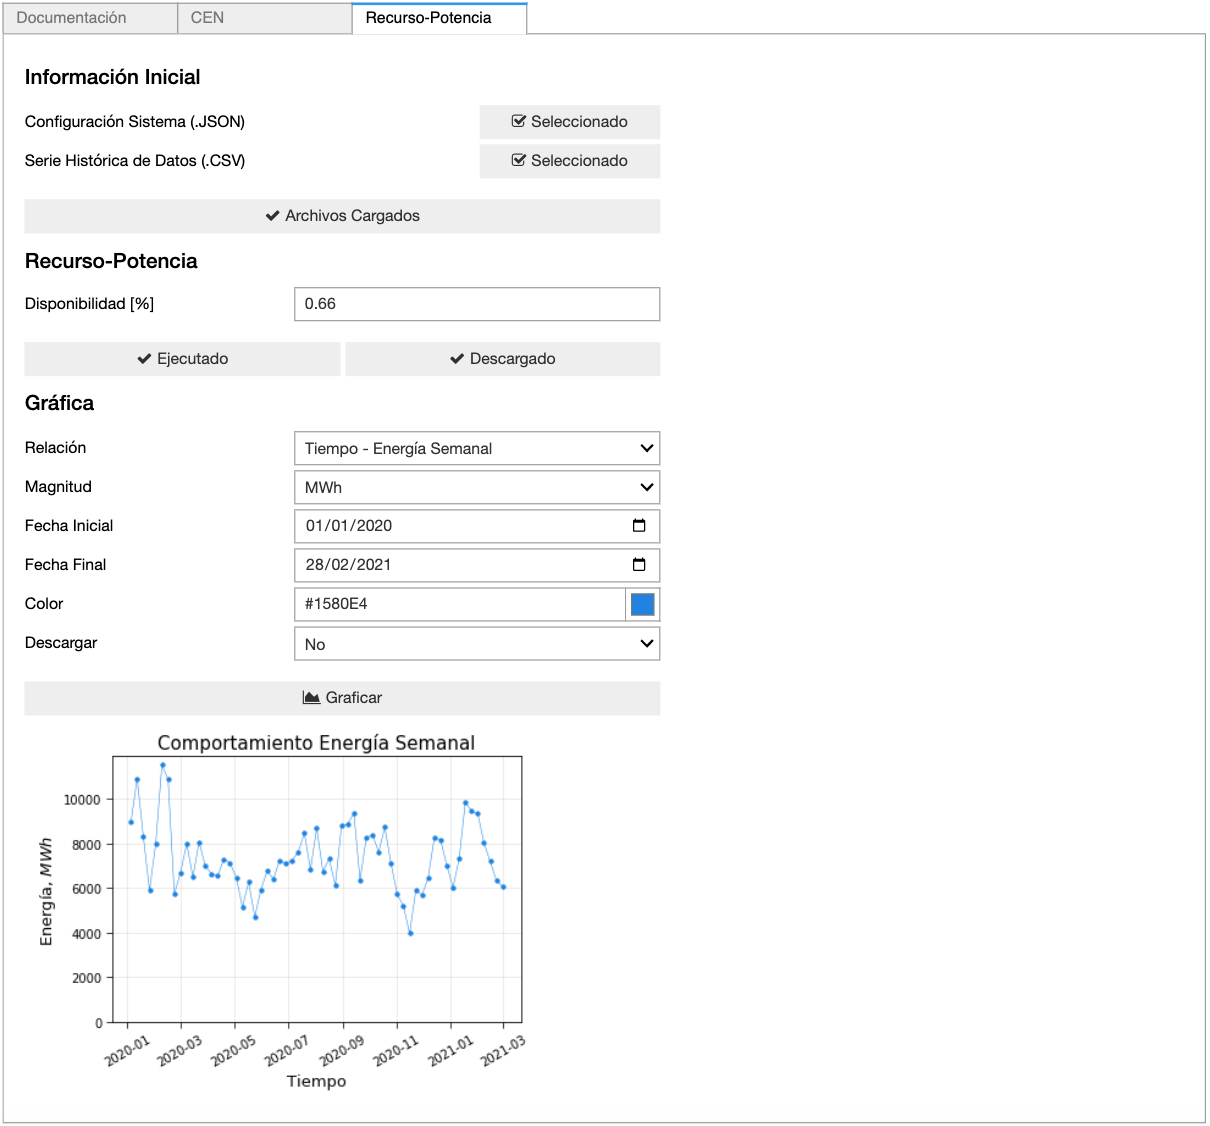 Documentación CEN Recurso-Potencia
Información Inicial
Configuración Sistema (.JSON) Seleccionado
Serie Histórica de Datos (.CSV) Seleccionado
Archivos Cargados
Recurso-Potencia
Disponibilidad [%] 0.66
Ejecutado Descargado
Gráfica
Relación Tiempo - Energía Semanal
Magnitud MWh
Fecha Inicial 01/01/2020
Fecha Final 28/02/2021
Color #1580E4
Descargar No
Graficar
Comportamiento Energía Semanal
10000
8000
6000
4000
2000
0
Energía, MWh
2020-01 2020-03 2020-05 2020-07 2020-09 2020-11 2021-01 2021-03
Tiempo